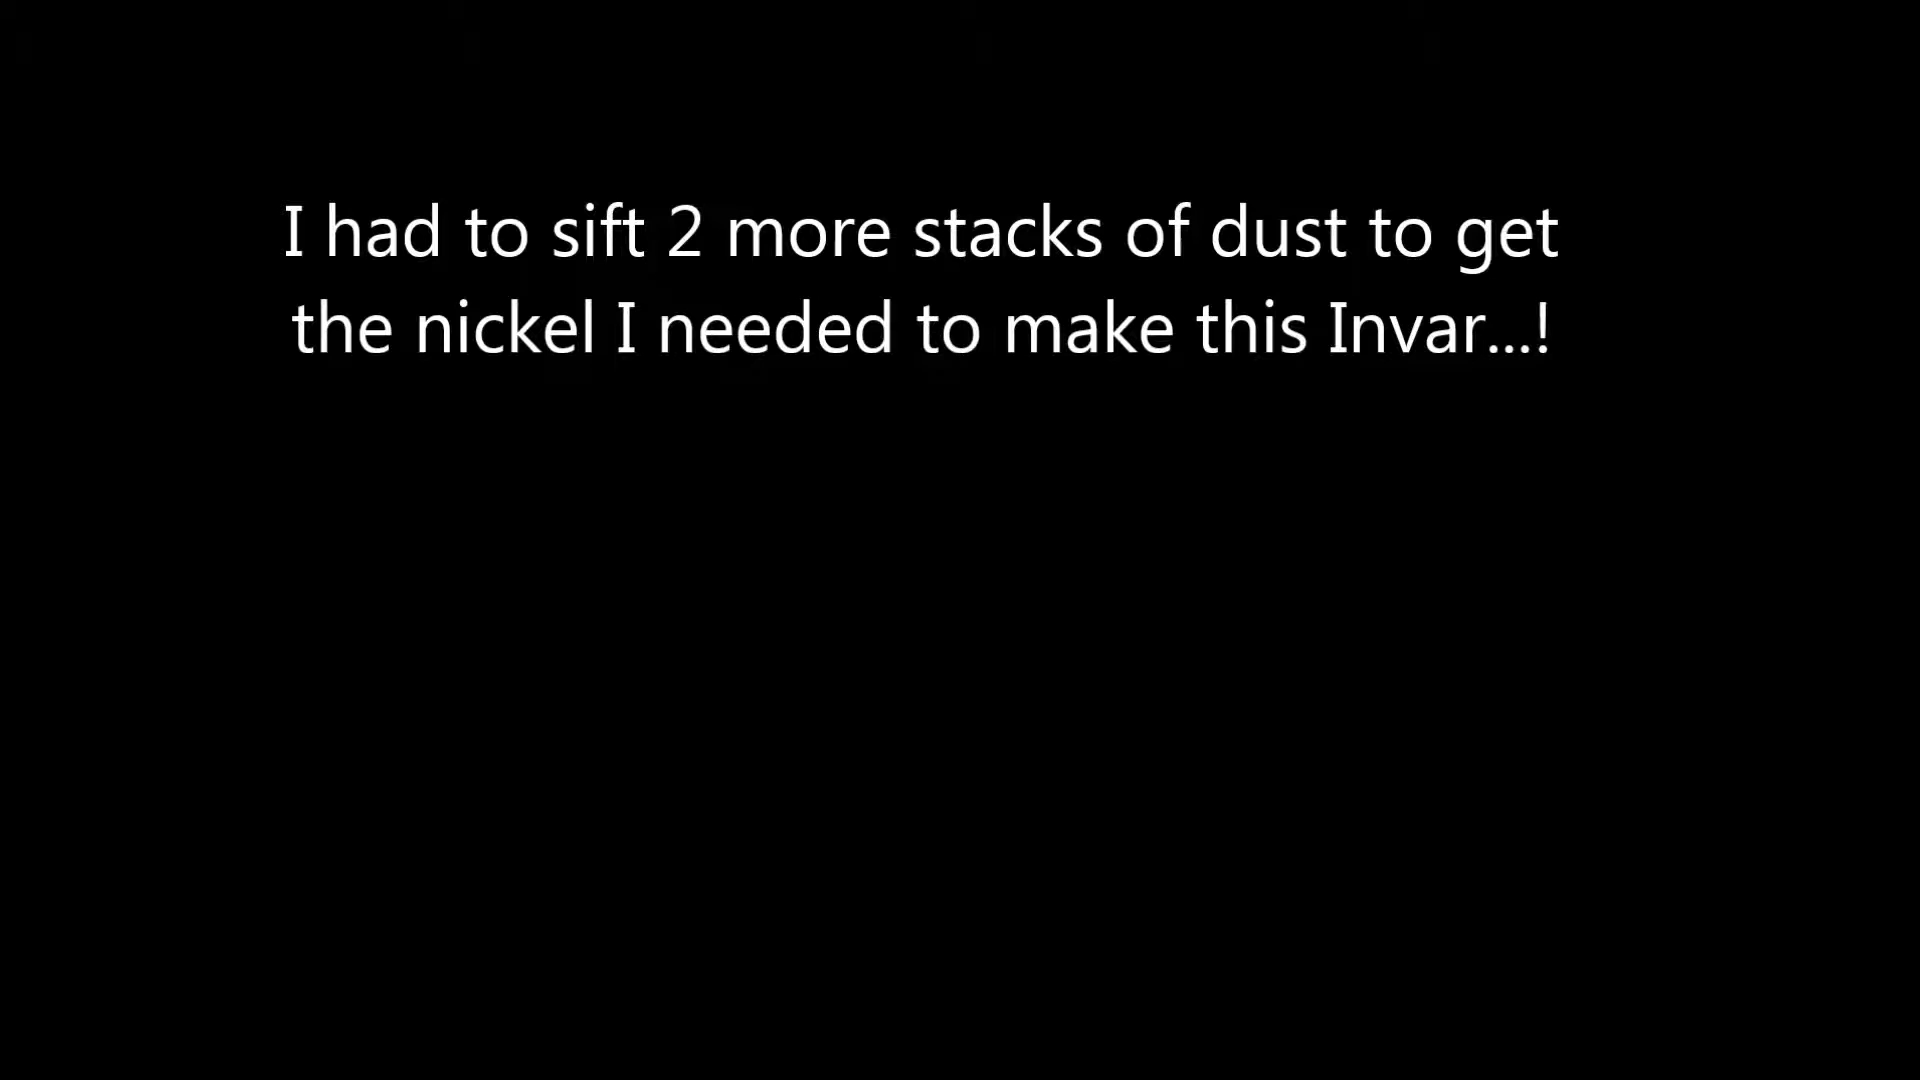 I had to sift 2 more stacks of dust to get
the nickel I needed to make this Invar...!